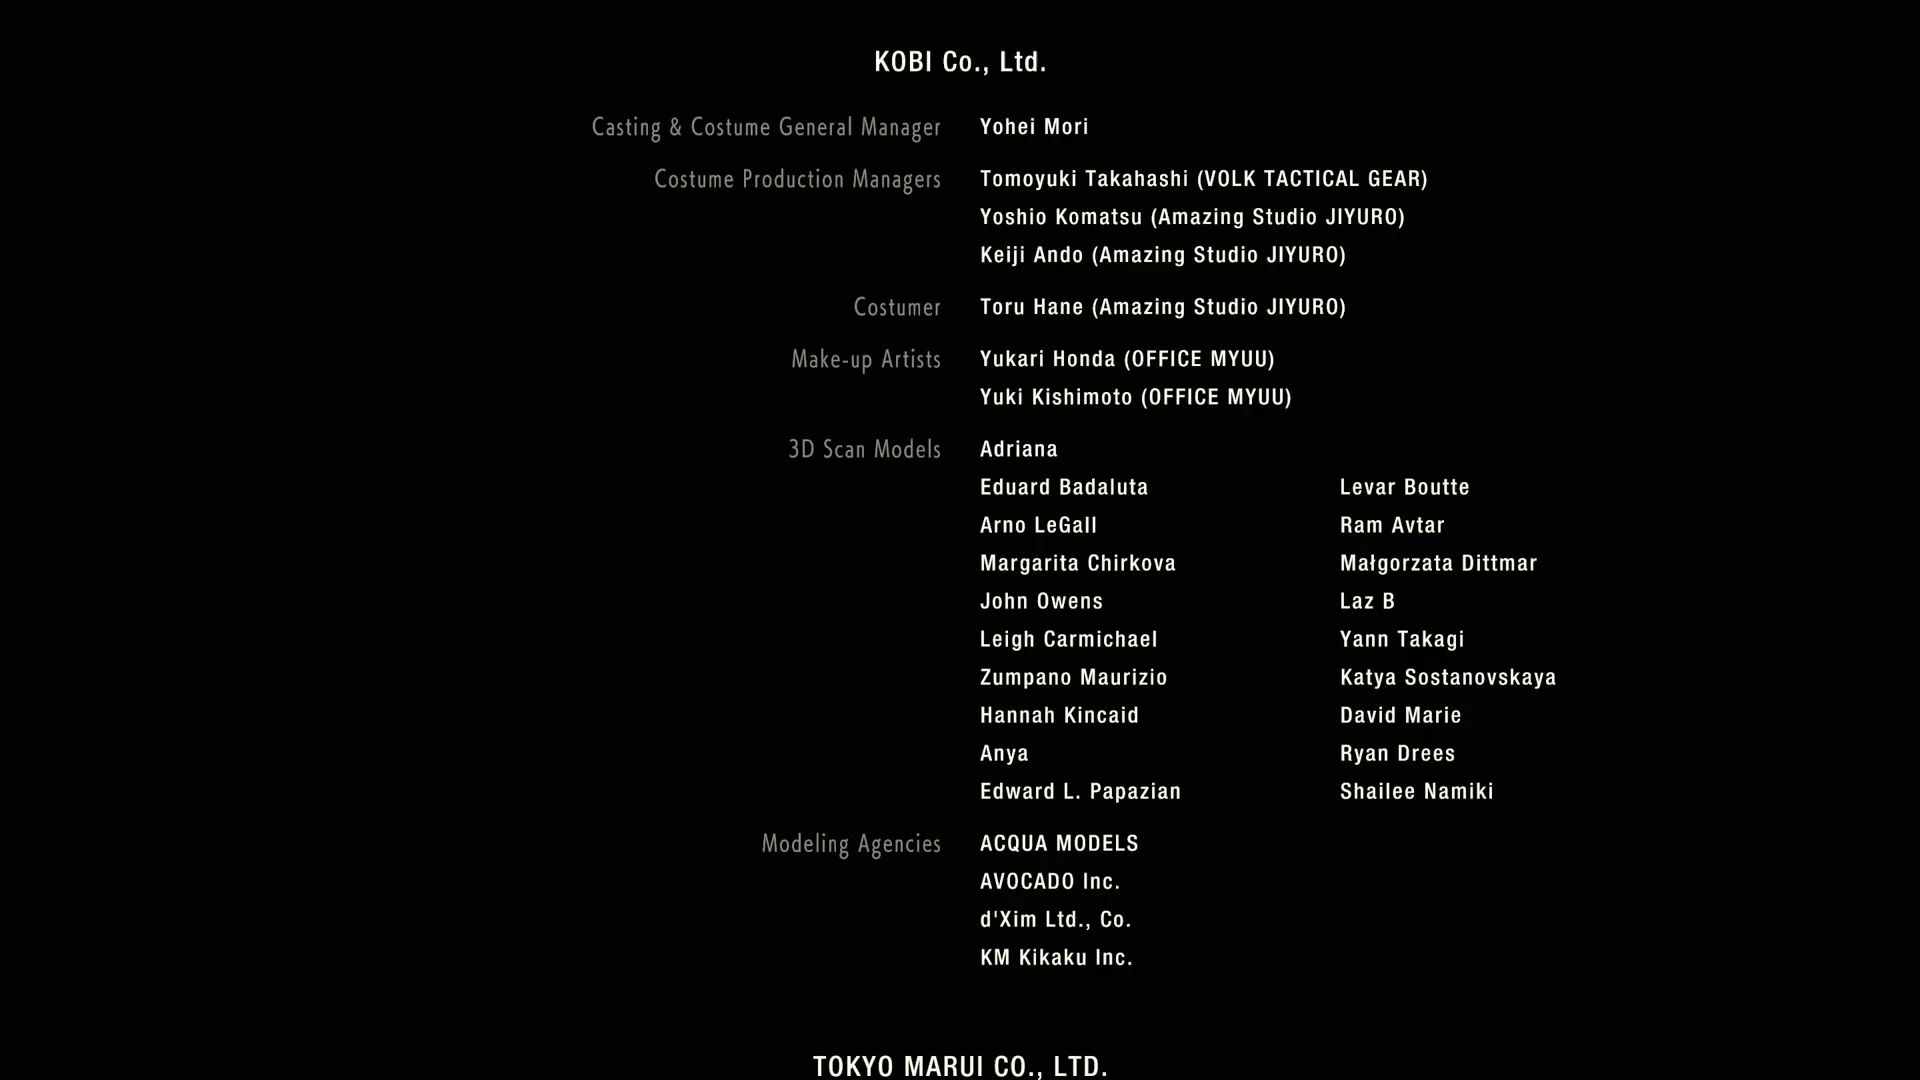 KOBI Co., Ltd.
Casting & Costume General Manager Yohei Mori
Costume Production Managers Tomoyuki Takahashi (VOLK TACTICAL GEAR)
Yoshio Komatsu (Amazing Studio JIYURO)
Keiji Ando (Amazing Studio JIYURO)
Costumer Toru Hane (Amazing Studio JIYURO)
Make-up Artists Yukari Honda (OFFICE MYUU)
Yuki Kishimoto (OFFICE MYUU)
3D Scan Models Adriana
Eduard Badaluta Levar Boutte
Arno LeGall Ram Avtar
Margarita Chirkova Małgorzata Dittmar
John Owens Laz B
Leigh Carmichael Yann Takagi
Zumpano Maurizio Katya Sostanovskaya
Hannah Kincaid David Marie
Anya Ryan Drees
Edward L. Papazian Shailee Namiki
Modeling Agencies ACQUA MODELS
AVOCADO Inc.
d'Xim Ltd., Co.
KM Kikaku Inc.
TOKYO MARUI CO., LTD.